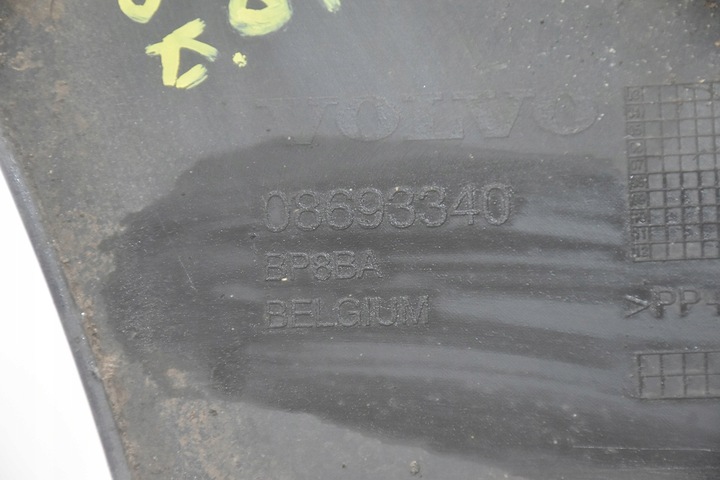 VOLVO
08693340
BP8BA
BELGIUM
>PP+